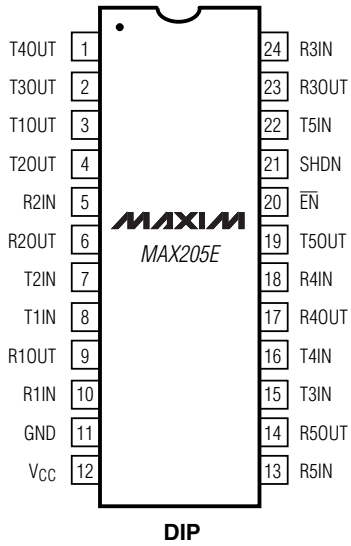 T4OUT 1 24 R3IN
T3OUT 2 23 R3OUT
T1OUT 3 22 T5IN
T2OUT 4 21 SHDN
R2IN 5 20 E̅N̅
R2OUT 6 19 T5OUT
T2IN 7 18 R4IN
T1IN 8 17 R4OUT
R1OUT 9 16 T4IN
R1IN 10 15 T3IN
GND 11 14 R5OUT
VCC 12 13 R5IN
MAXIM
MAX205E
DIP